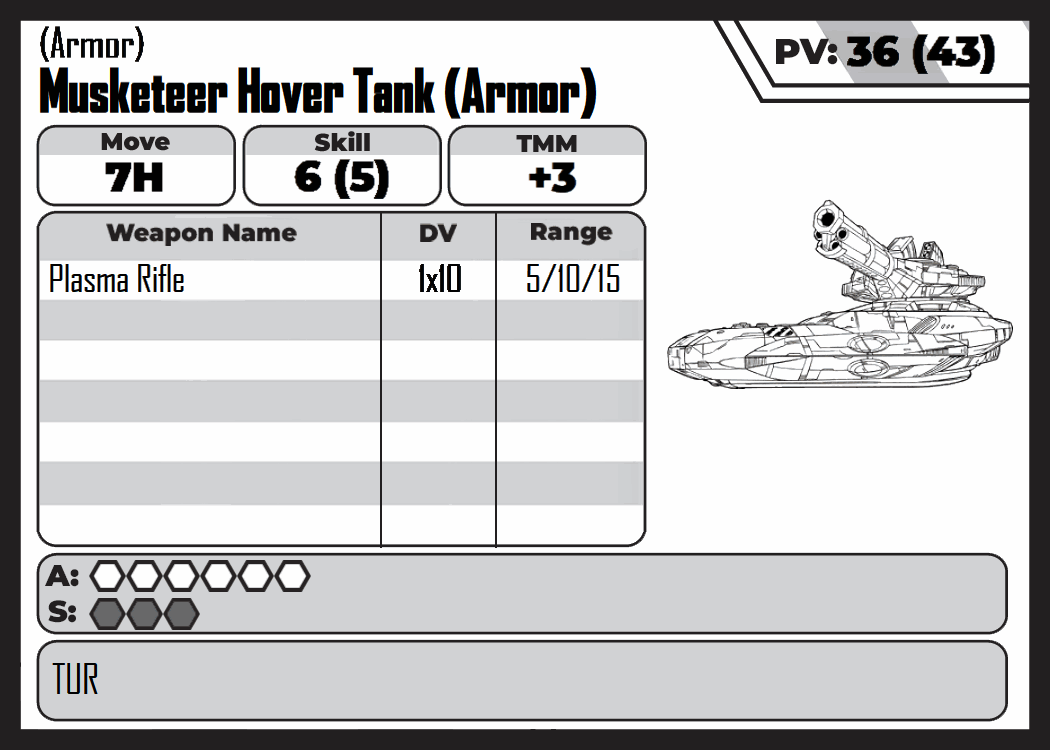 (Armor)
PV: 36 (43)
Musketeer Hover Tank (Armor)
Move Skill TMM
7H 6 (5) +3
Weapon Name DV Range
Plasma Rifle 1x10 5/10/15
A:
S:
TUR